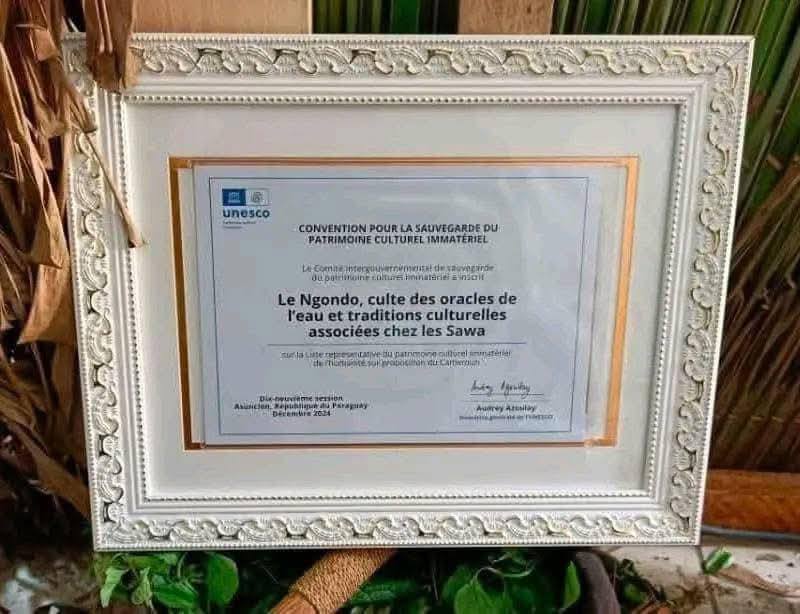 unesco
CONVENTION POUR LA SAUVEGARDE DU
PATRIMOINE CULTUREL IMMATÉRIEL
Le Comité intergouvernemental de sauvegarde
du patrimoine culturel immatériel a inscrit
Le Ngondo, culte des oracles de
l'eau et traditions culturelles
associées chez les Sawa
sur la Liste représentative du patrimoine culturel immatériel
de l'humanité sur proposition du Cameroun
Dix-neuvième session
Asunción, République du Paraguay
Décembre 2024
Audrey Azoulay
Audrey Azoulay
Directrice générale de l'UNESCO